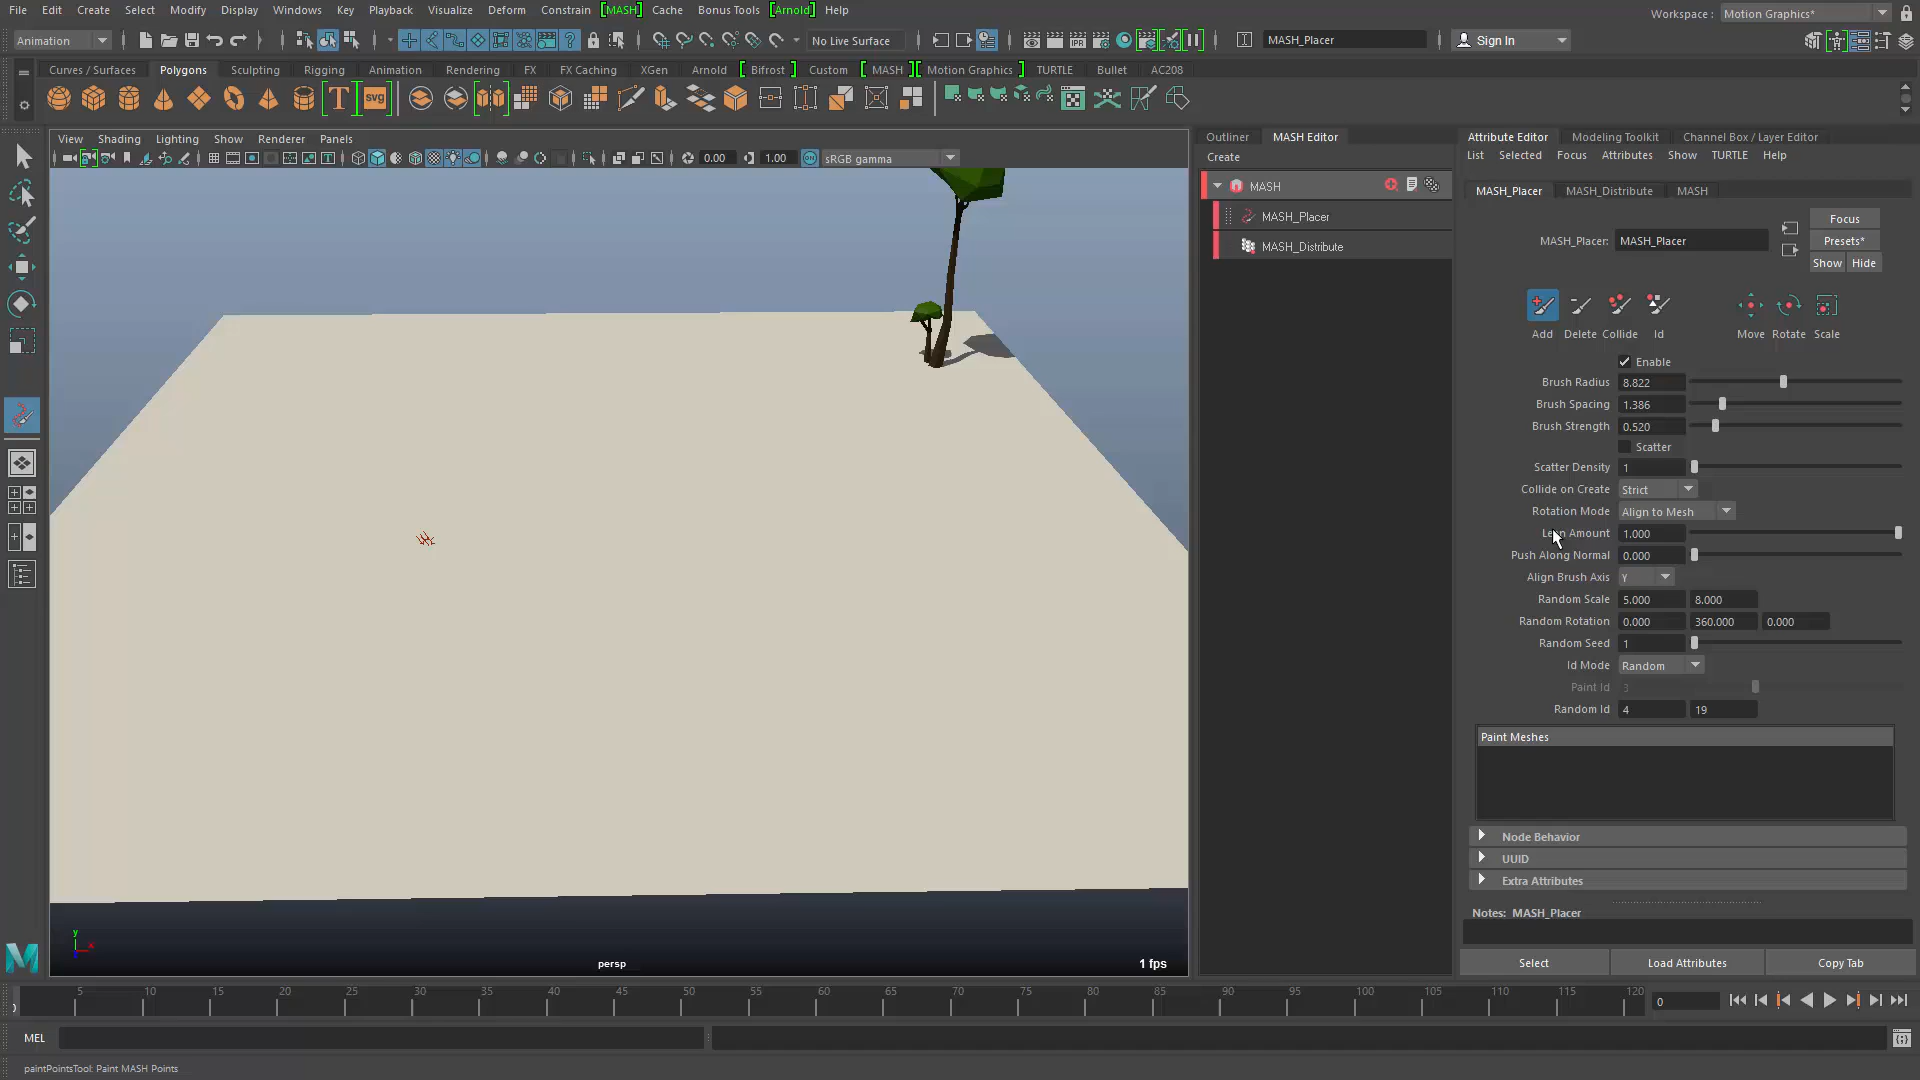 File Edit Create Select Modify Display Windows Key Playback Visualize Deform Constrain [MASH] Cache Bonus Tools [Arnold] Help
Workspace : Motion Graphics*
Animation No Live Surface MASH_Placer Sign In
Curves / Surfaces Polygons Sculpting Rigging Animation Rendering FX FX Caching XGen Arnold [ Bifrost ] Custom [ MASH ] [ Motion Graphics ] TURTLE Bullet AC208
T SVG
View Shading Lighting Show Renderer Panels
0.00 1.00 sRGB gamma
persp
1 fps
y
x
Outliner MASH Editor
Create
MASH
MASH_Placer
MASH_Distribute
Attribute Editor Modeling Toolkit Channel Box / Layer Editor
List Selected Focus Attributes Show TURTLE Help
MASH_Placer MASH_Distribute MASH
Focus
MASH_Placer: MASH_Placer Presets*
Show Hide
Add Delete Collide Id Move Rotate Scale
Enable
Brush Radius 8.822
Brush Spacing 1.386
Brush Strength 0.520
Scatter
Scatter Density 1
Collide on Create Strict
Rotation Mode Align to Mesh
Amount 1.000
Push Along Normal 0.000
Align Brush Axis Y
Random Scale 5.000 8.000
Random Rotation 0.000 360.000 0.000
Random Seed 1
Id Mode Random
Paint Id 3
Random Id 4 19
Paint Meshes
Node Behavior
UUID
Extra Attributes
Notes: MASH_Placer
Select Load Attributes Copy Tab
5 10 15 20 25 30 35 40 45 50 55 60 65 70 75 80 85 90 95 100 105 110 115 120 0
MEL
paintPointsTool: Paint MASH Points